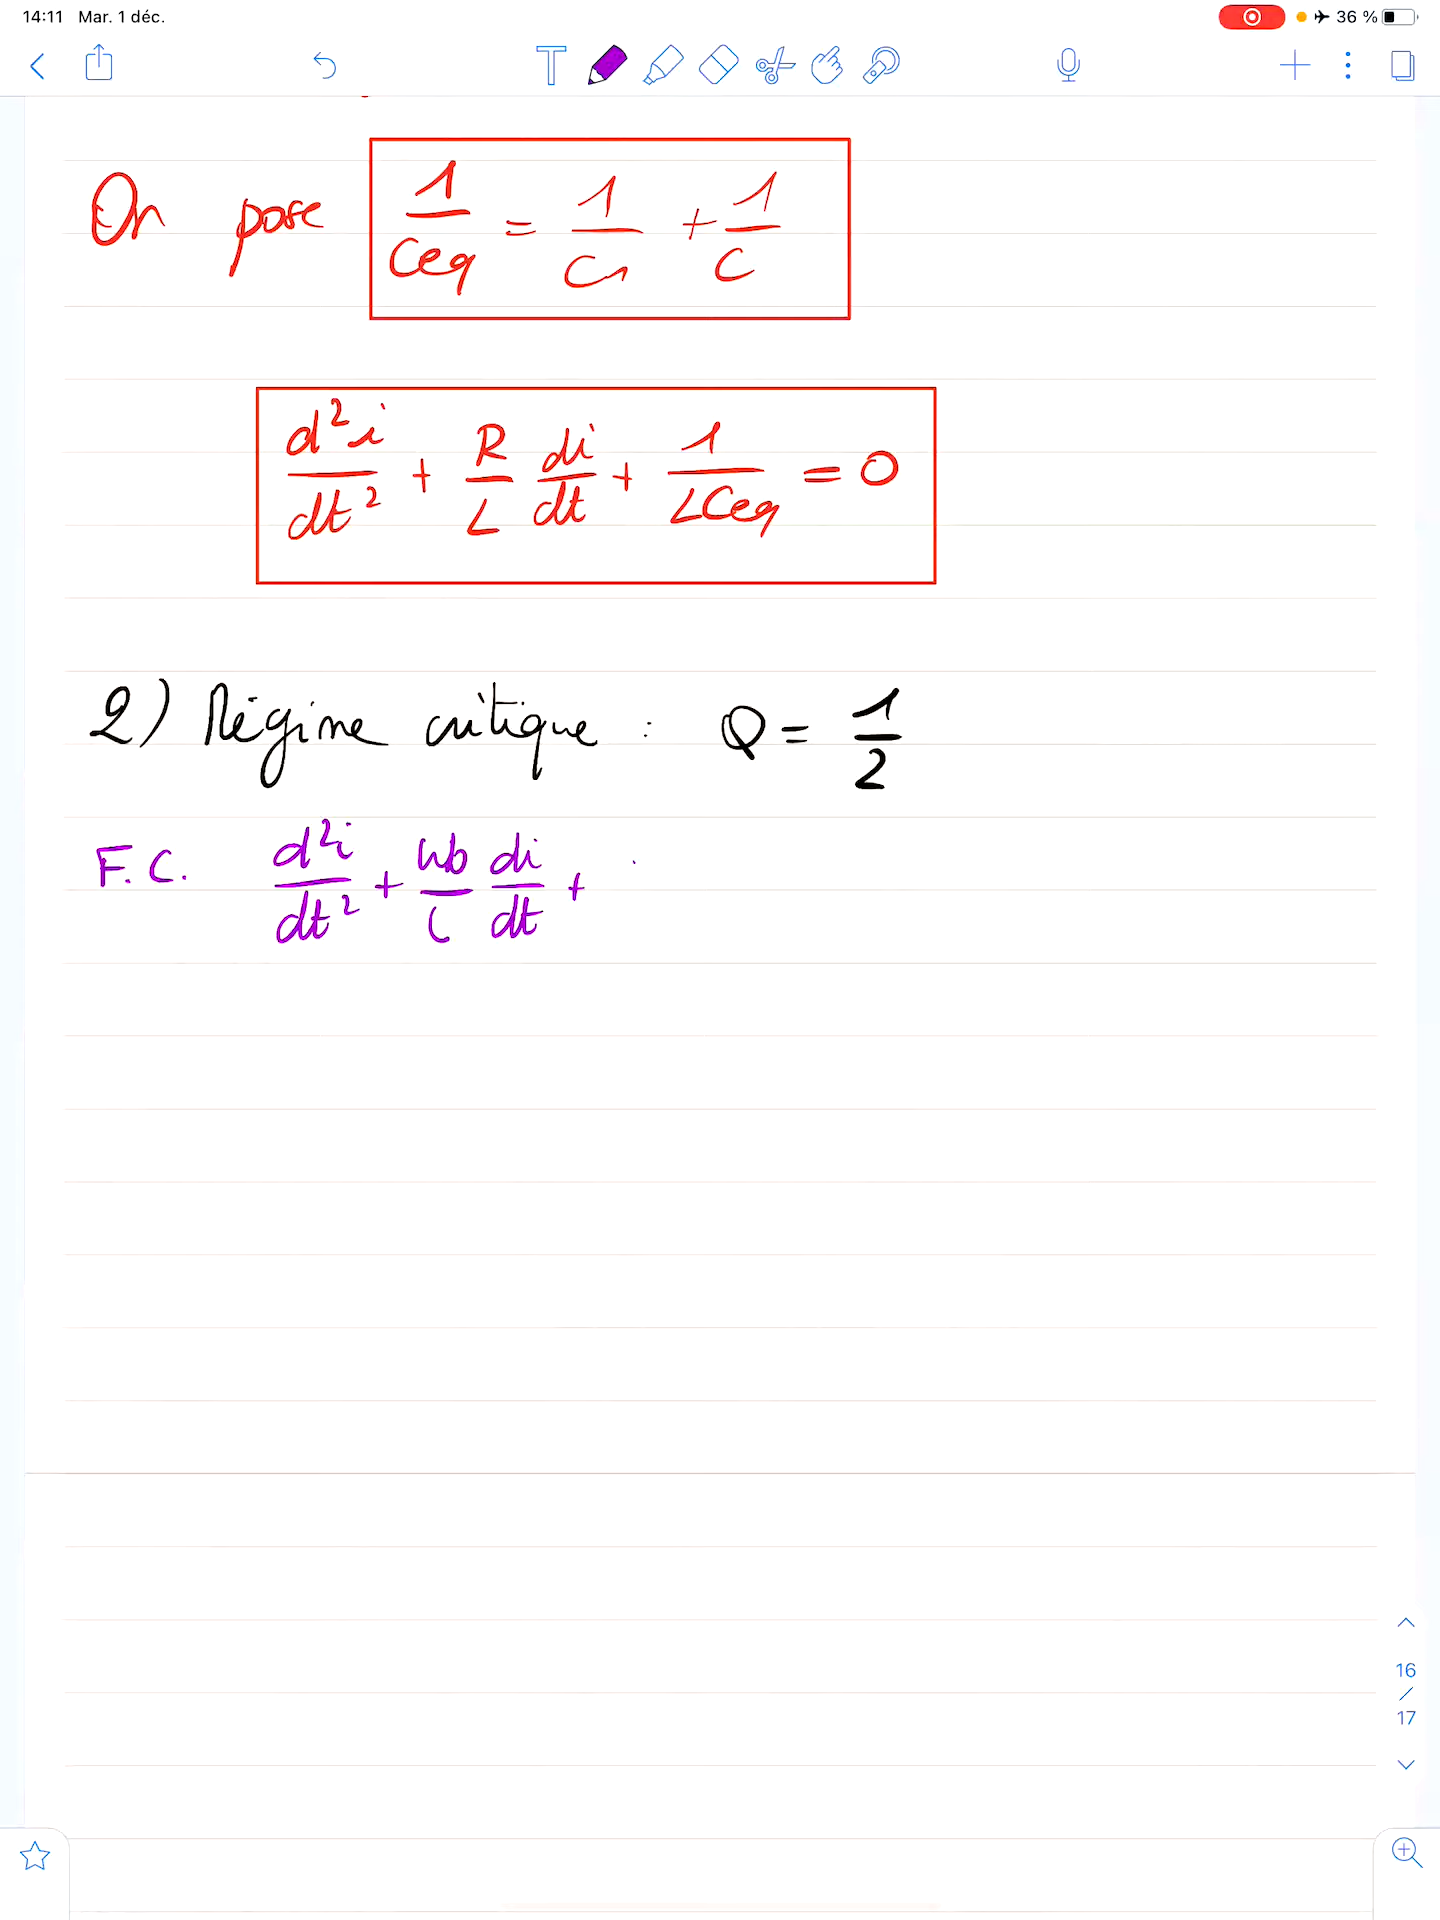 14:11 Mar. 1 déc. 36 %
T
On pose 1/Ceq = 1/C1 + 1/C
d²i/dt² + R/L di/dt + 1/LCeq = 0
2) Régime critique : Q = 1/2
F.C. d²i/dt² + ω0/( di/dt +
16
/
17